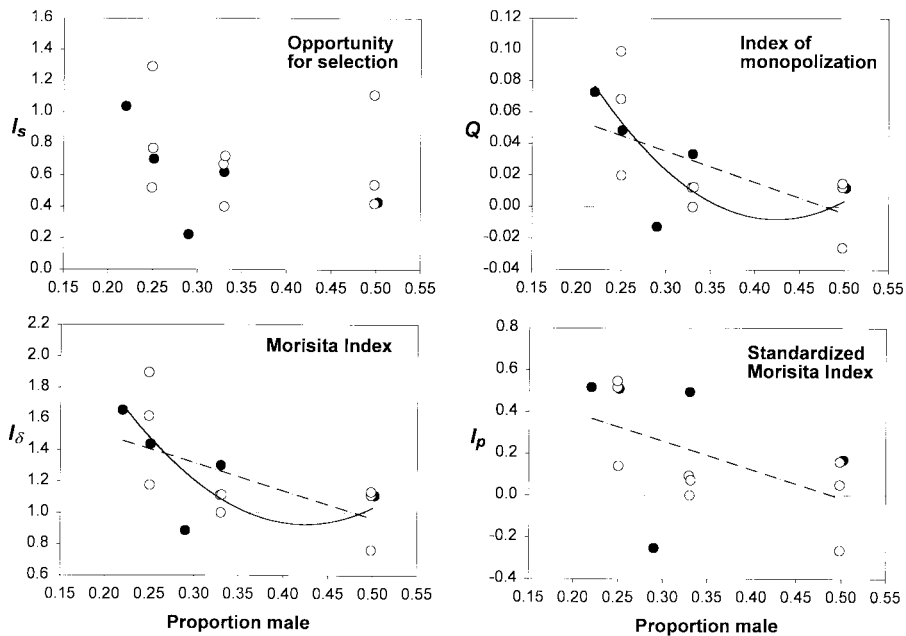 1.6
1.4
1.2
1.0
0.8
0.6
0.4
0.2
0.0
Is
Opportunity
for selection
0.15 0.20 0.25 0.30 0.35 0.40 0.45 0.50 0.55
0.12
0.10
0.08
0.06
0.04
0.02
0.00
-0.02
-0.04
Q
Index of
monopolization
0.15 0.20 0.25 0.30 0.35 0.40 0.45 0.50 0.55
2.2
2.0
1.8
1.6
1.4
1.2
1.0
0.8
0.6
Iδ
Morisita Index
0.15 0.20 0.25 0.30 0.35 0.40 0.45 0.50 0.55
Proportion male
0.8
0.6
0.4
0.2
0.0
-0.2
-0.4
Ip
Standardized
Morisita Index
0.15 0.20 0.25 0.30 0.35 0.40 0.45 0.50 0.55
Proportion male